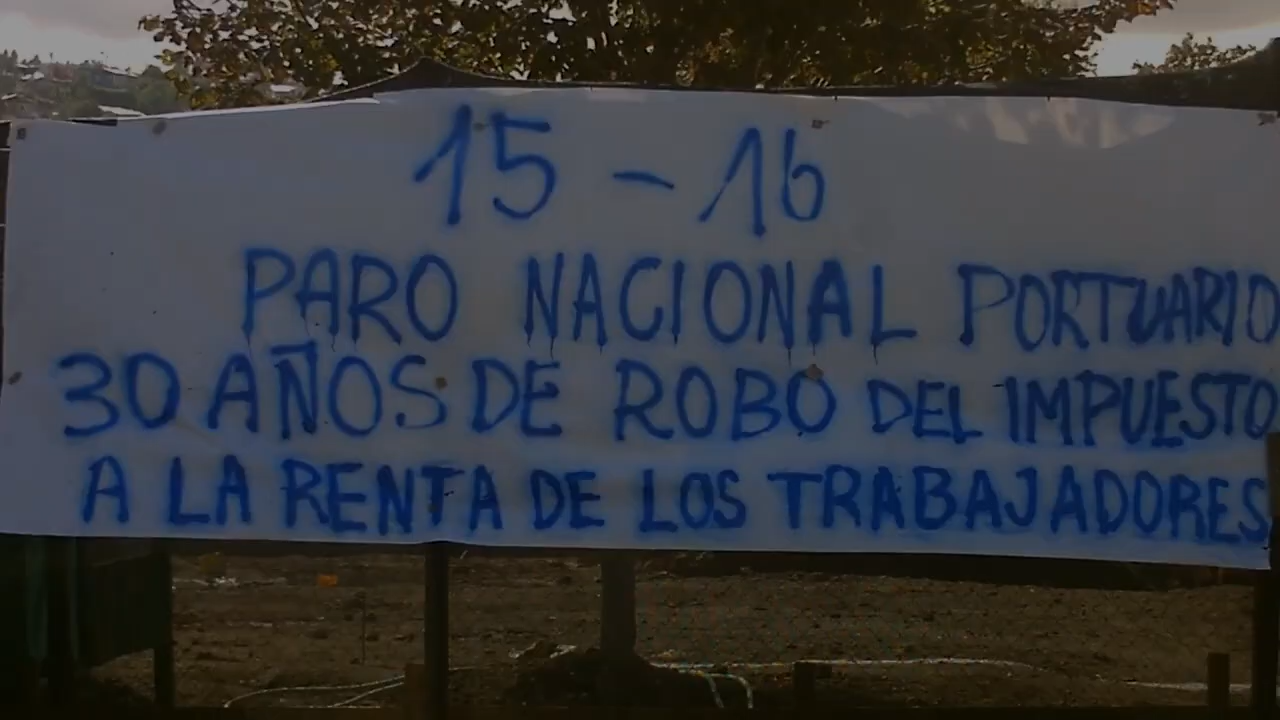 15 - 16
PARO NACIONAL PORTUARIO
30 AÑOS DE ROBO DEL IMPUESTO
A LA RENTA DE LOS TRABAJADORES